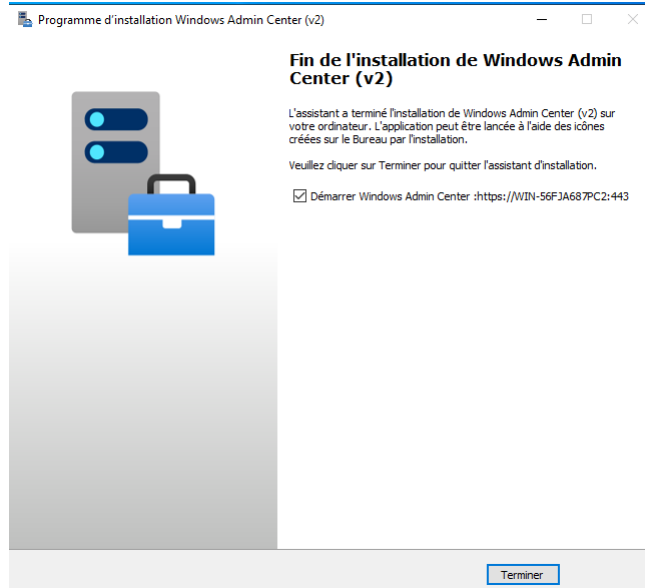 Programme d'installation Windows Admin Center (v2)
Fin de l'installation de Windows Admin
Center (v2)
L'assistant a terminé l'installation de Windows Admin Center (v2) sur
votre ordinateur. L'application peut être lancée à l'aide des icônes
créées sur le Bureau par l'installation.
Veuillez cliquer sur Terminer pour quitter l'assistant d'installation.
Démarrer Windows Admin Center :https://WIN-56FJA687PC2:443
Terminer